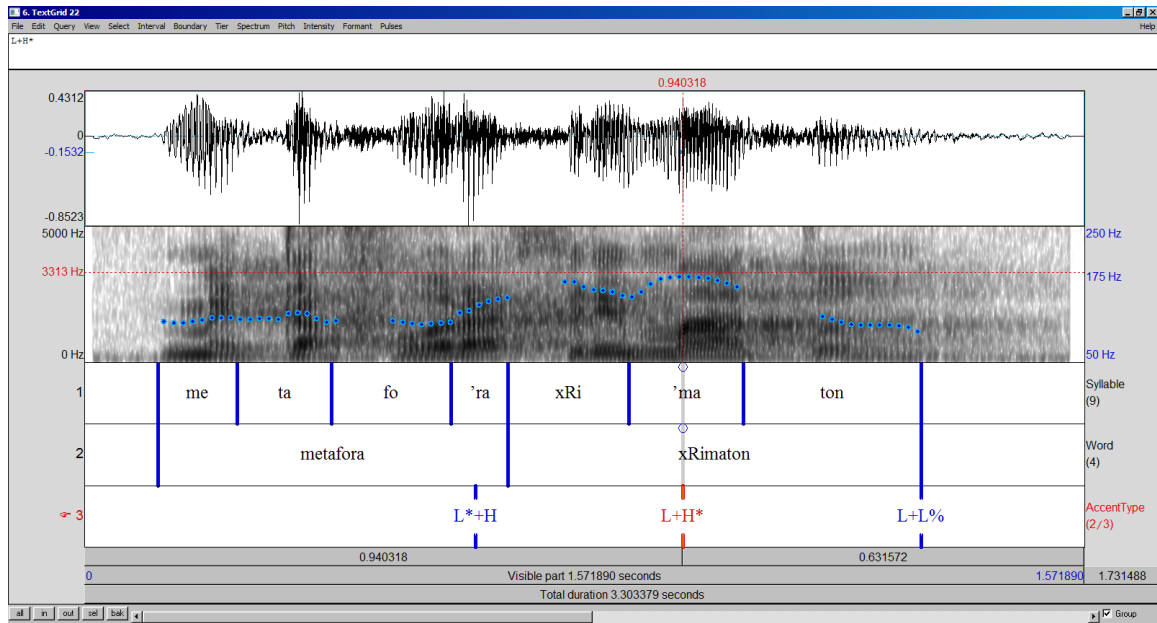 6. TextGrid 22
File Edit Query View Select Interval Boundary Tier Spectrum Pitch Intensity Formant Pulses Help
L+H*
0.940318
0.4312
0
-0.1532
-0.8523
5000 Hz 250 Hz
3313 Hz 175 Hz
0 Hz 50 Hz
1 me ta fo ’ra xRi ’ma ton Syllable
(9)
2 metafora xRimaton Word
(4)
3 L*+H L+H* L+L% AccentType
(2/3)
0.940318 0.631572
0 Visible part 1.571890 seconds 1.571890 1.731488
Total duration 3.303379 seconds
all in out sel bak Group